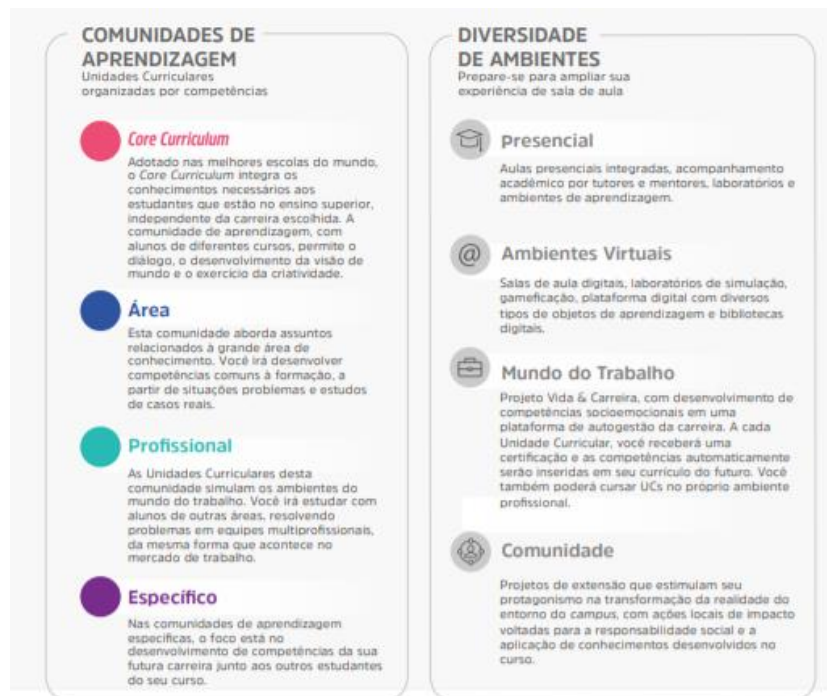 COMUNIDADES DE
APRENDIZAGEM
Unidades Curriculares
organizadas por competências
Core Curriculum
Adotado nas melhores escolas do mundo,
o Core Curriculum integra os
conhecimentos necessários aos
estudantes que estão no ensino superior,
independente da carreira escolhida. A
comunidade de aprendizagem, com
alunos de diferentes cursos, permite o
diálogo, o desenvolvimento da visão de
mundo e o exercício da criatividade.
Área
Esta comunidade aborda assuntos
relacionados à grande área de
conhecimento. Você irá desenvolver
competências comuns à formação, a
partir de situações problemas e estudos
de casos reais.
Profissional
As Unidades Curriculares desta
comunidade simulam os ambientes do
mundo do trabalho. Você irá estudar com
alunos de outras áreas, resolvendo
problemas em equipes multiprofissionais,
da mesma forma que acontece no
mercado de trabalho.
Específico
Nas comunidades de aprendizagem
específicas, o foco está no
desenvolvimento de competências da sua
futura carreira junto aos outros estudantes
do seu curso.
DIVERSIDADE
DE AMBIENTES
Prepare-se para ampliar sua
experiência de sala de aula
Presencial
Aulas presenciais integradas, acompanhamento
acadêmico por tutores e mentores, laboratórios e
ambientes de aprendizagem.
@ Ambientes Virtuais
Salas de aula digitais, laboratórios de simulação,
gameficação, plataforma digital com diversos
tipos de objetos de aprendizagem e bibliotecas
digitais.
Mundo do Trabalho
Projeto Vida & Carreira, com desenvolvimento de
competências socioemocionais em uma
plataforma de autogestão da carreira. A cada
Unidade Curricular, você receberá uma
certificação e as competências automaticamente
serão inseridas em seu currículo do futuro. Você
também poderá cursar UCs no próprio ambiente
profissional.
Comunidade
Projetos de extensão que estimulam seu
protagonismo na transformação da realidade do
entorno do campus, com ações locais de impacto
voltadas para a responsabilidade social e a
aplicação de conhecimentos desenvolvidos no
curso.